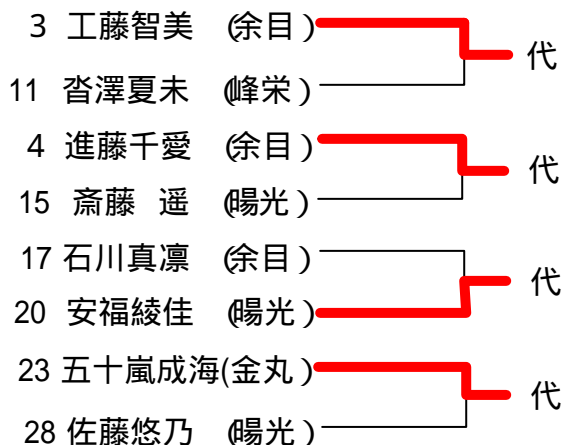 3 工藤智美 (余目)
代
11 沓澤夏未 (峰栄)
4 進藤千愛 (余目)
代
15 斎藤 遥 (暘光)
17 石川真凛 (余目)
代
20 安福綾佳 (暘光)
23 五十嵐成海(金丸)
代
28 佐藤悠乃 (暘光)